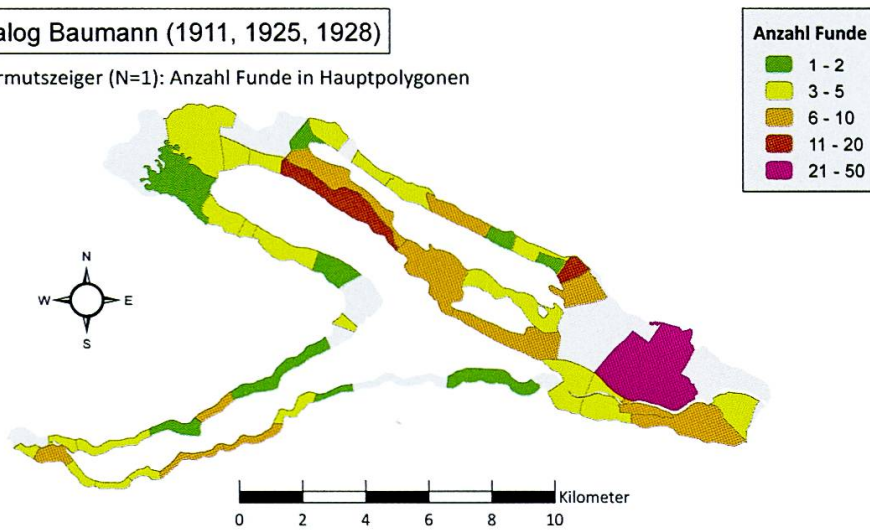 alog Baumann (1911, 1925, 1928)
rmutszeiger (N=1): Anzahl Funde in Hauptpolygonen
Anzahl Funde
1 - 2
3 - 5
6 - 10
11 - 20
21 - 50
N
W E
S
Kilometer
0 2 4 6 8 10